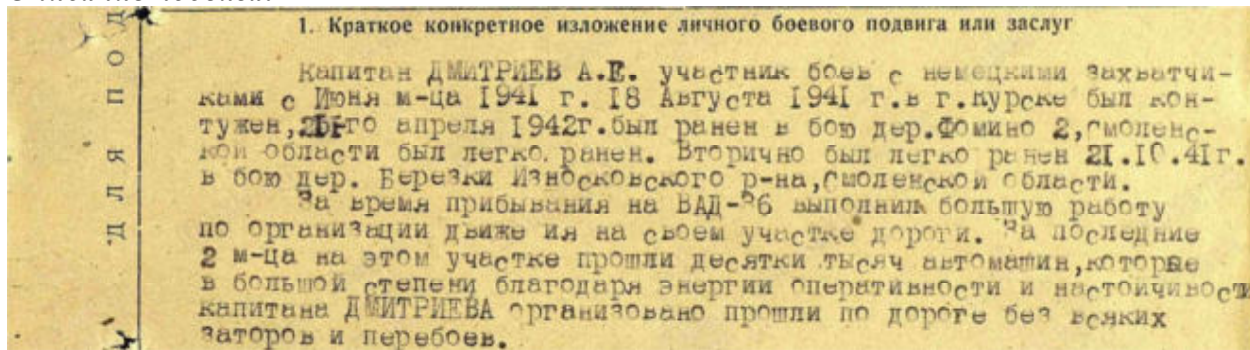 1. Краткое конкретное изложение личного боевого подвига или заслуг
Капитан ДМИТРИЕВ А.Е. участник боев с немецкими захватчи-
ками с Июня м-ца 1941 г. 18 Августа 1941 г.в г.Курске был кон-
тужен, апреля 1942г.был ранен в бою дер.Фомино 2,Смоленс-
кой области был легко.ранен. Вторично был легко ранен 21.10.41г.
в бою дер. Березки Износковского р-на,Смоленской области.
За время прибывания на ВАД-36 выполнил большую работу
по организации движе ия на своем участке дороги. За последние
2 м-ца на этом участке прошли десятки тысяч автомашин,которые
в большой степени благодаря энергии оперативности и настойчивости
капитана ДМИТРИЕВА организовано прошли по дороге без всяких
заторов и перебоев.
ДЛЯ ПОД